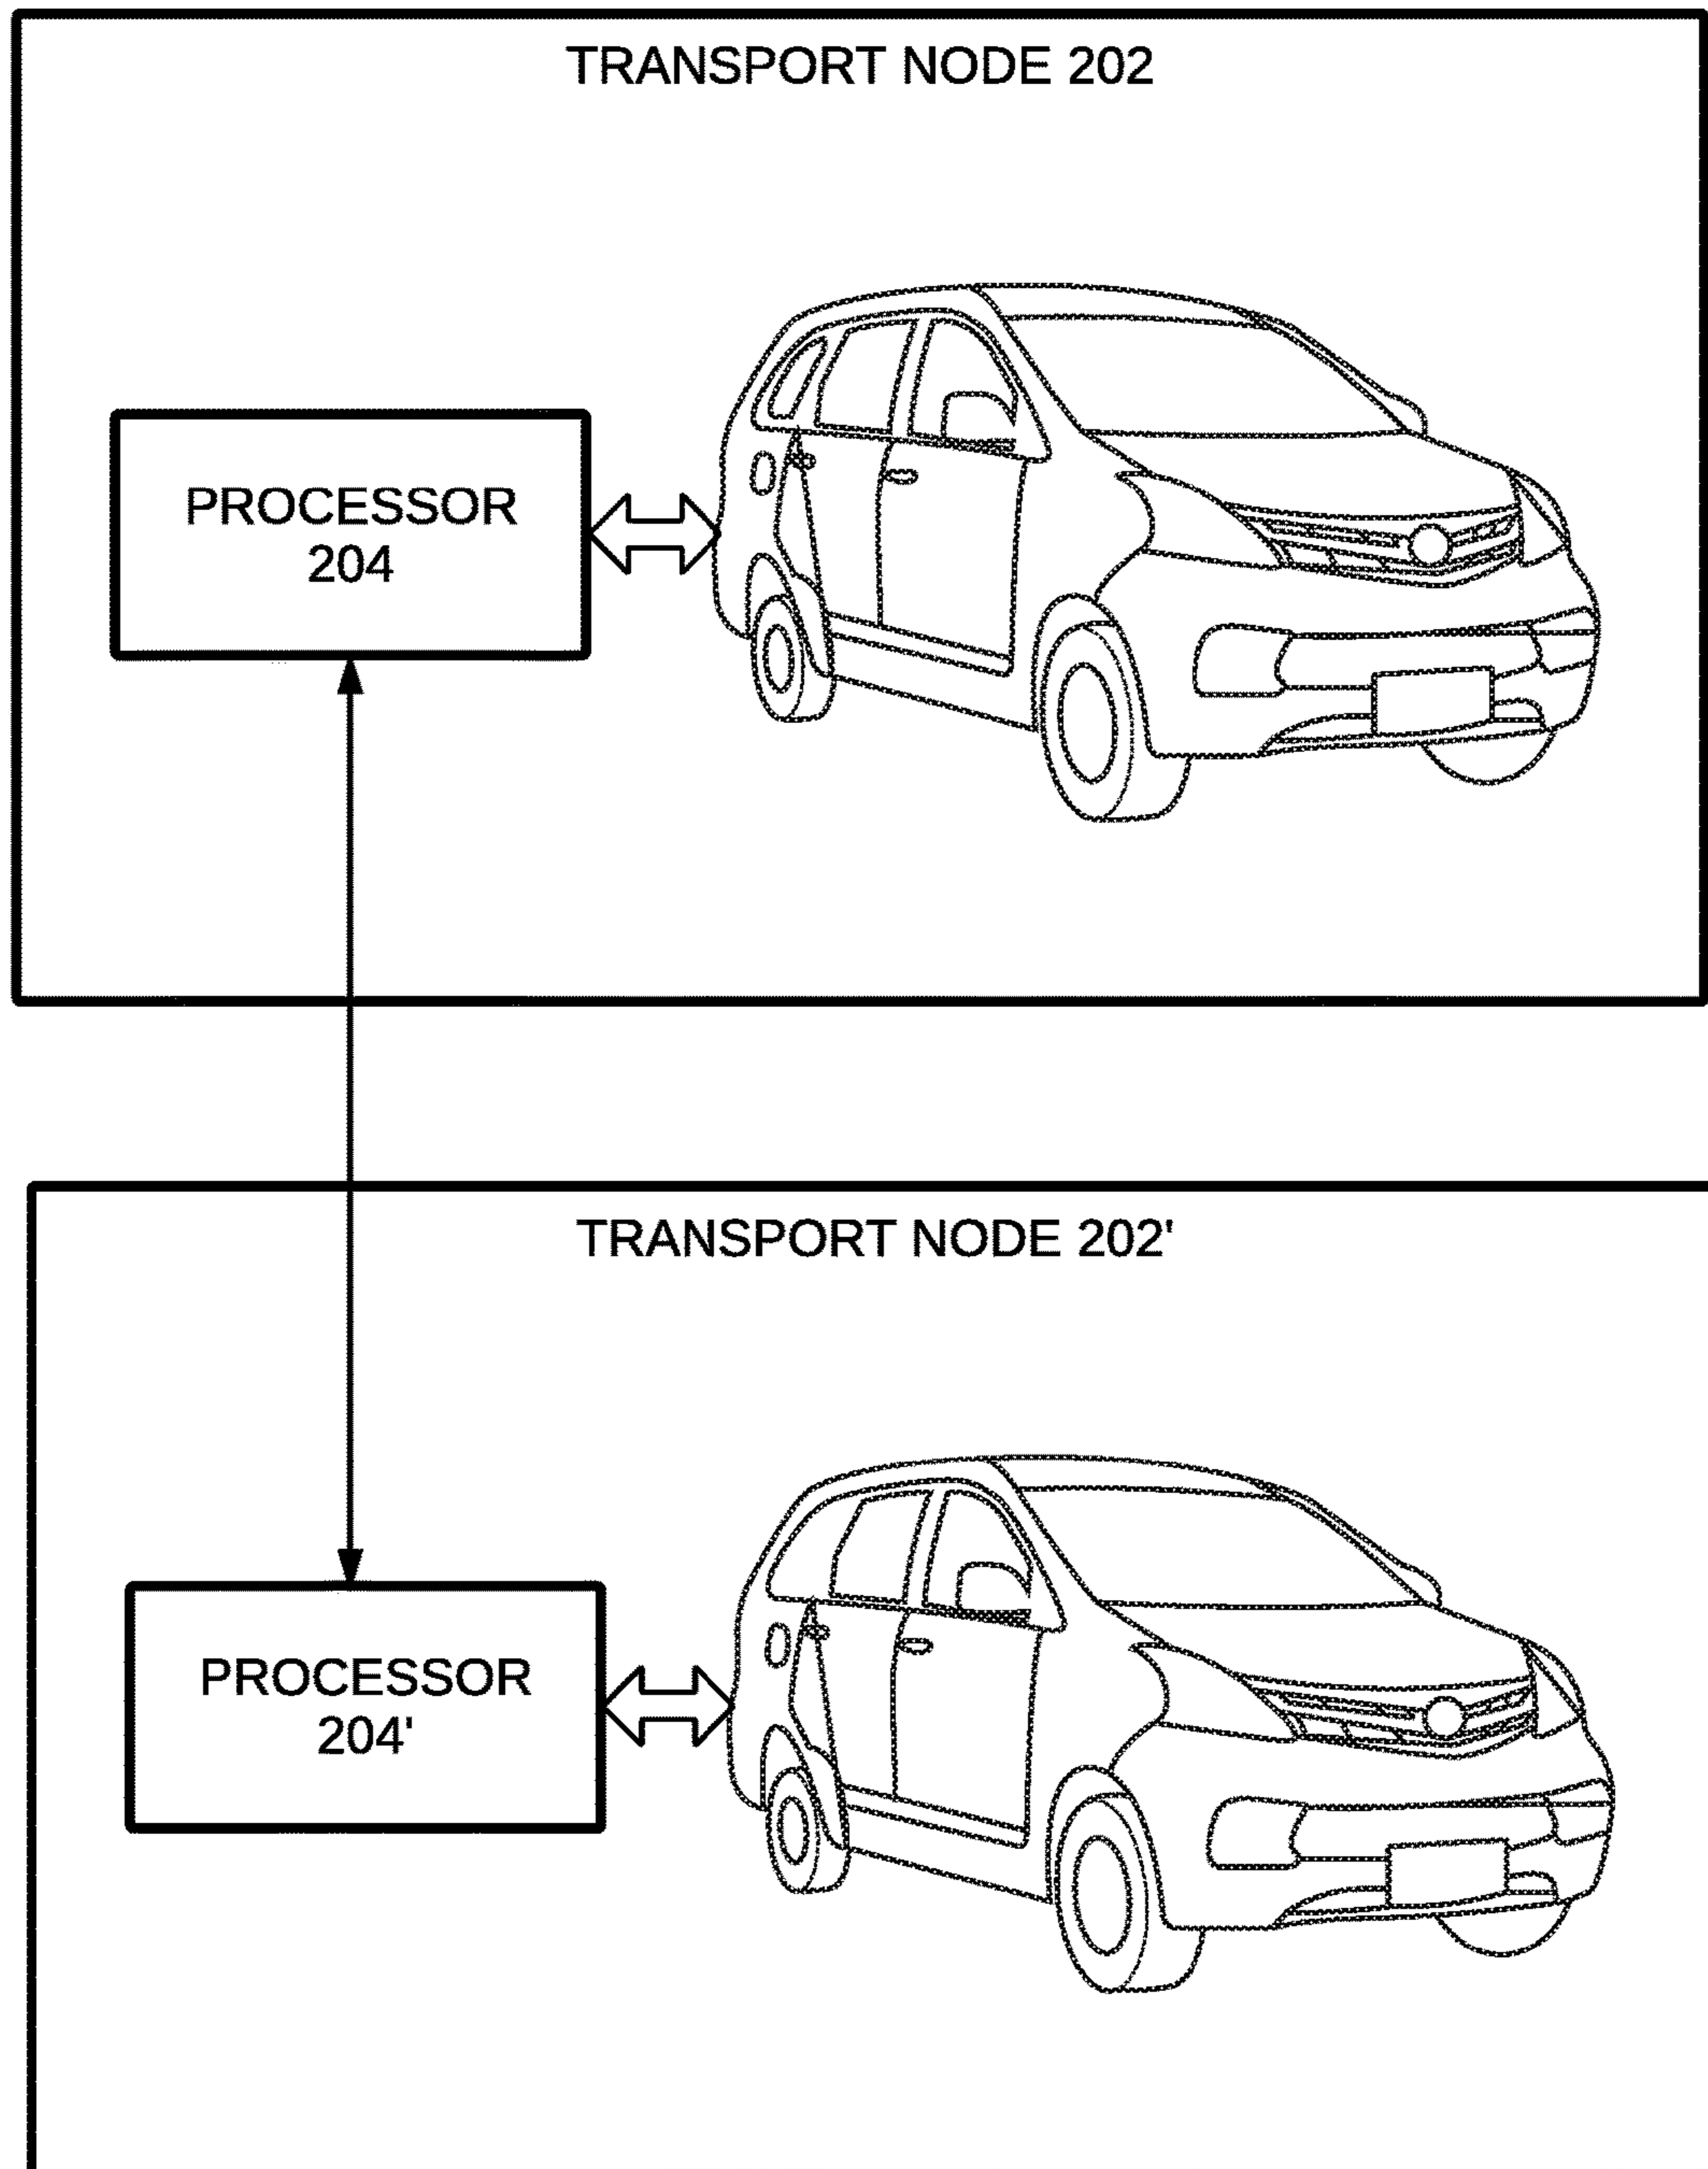 TRANSPORT NODE 202
PROCESSOR
204
TRANSPORT NODE 202'
PROCESSOR
204'